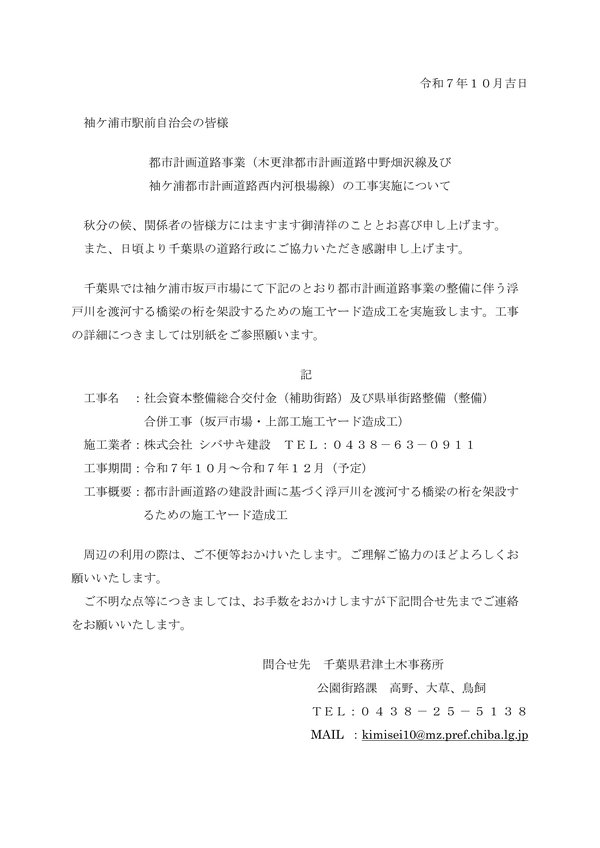 令和７年１０月吉日
袖ケ浦市駅前自治会の皆様
都市計画道路事業（木更津都市計画道路中野畑沢線及び
袖ケ浦都市計画道路西内河根場線）の工事実施について
秋分の候、関係者の皆様方にはますます御清祥のこととお喜び申し上げます。
また、日頃より千葉県の道路行政にご協力いただき感謝申し上げます。
千葉県では袖ケ浦市坂戸市場にて下記のとおり都市計画道路事業の整備に伴う浮
戸川を渡河する橋梁の桁を架設するための施工ヤード造成工を実施致します。工事
の詳細につきましては別紙をご参照願います。
記
工事名　：社会資本整備総合交付金（補助街路）及び県単街路整備（整備）
合併工事（坂戸市場・上部工施工ヤード造成工）
施工業者：株式会社 シバサキ建設　ＴＥＬ：０４３８－６３－０９１１
工事期間：令和７年１０月～令和７年１２月（予定）
工事概要：都市計画道路の建設計画に基づく浮戸川を渡河する橋梁の桁を架設す
るための施工ヤード造成工
周辺の利用の際は、ご不便等おかけいたします。ご理解ご協力のほどよろしくお
願いいたします。
ご不明な点等につきましては、お手数をおかけしますが下記問合せ先までご連絡
をお願いいたします。
問合せ先　千葉県君津土木事務所
公園街路課　高野、大草、鳥飼
ＴＥＬ：０４３８－２５－５１３８
MAIL ：kimisei10@mz.pref.chiba.lg.jp